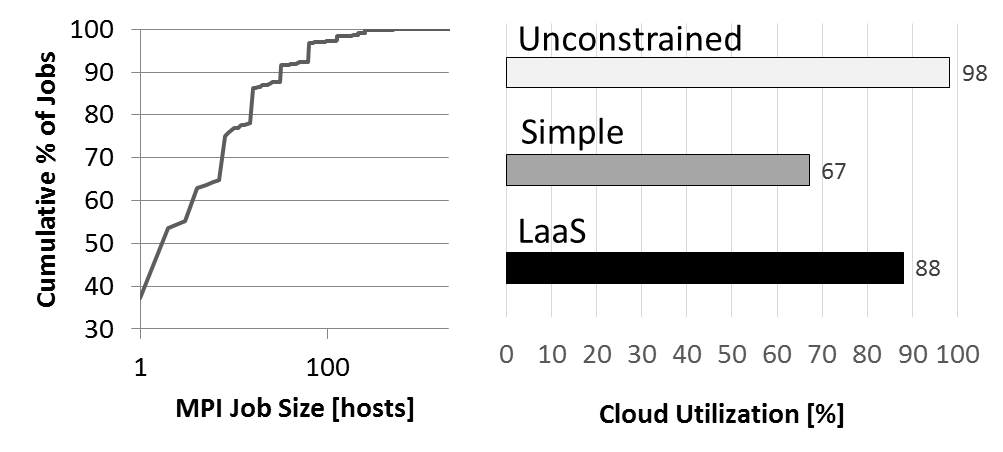 Cumulative % of Jobs
100
90
80
70
60
50
40
30
1 100
MPI Job Size [hosts]
Unconstrained
98
Simple
67
LaaS
88
0 10 20 30 40 50 60 70 80 90 100
Cloud Utilization [%]